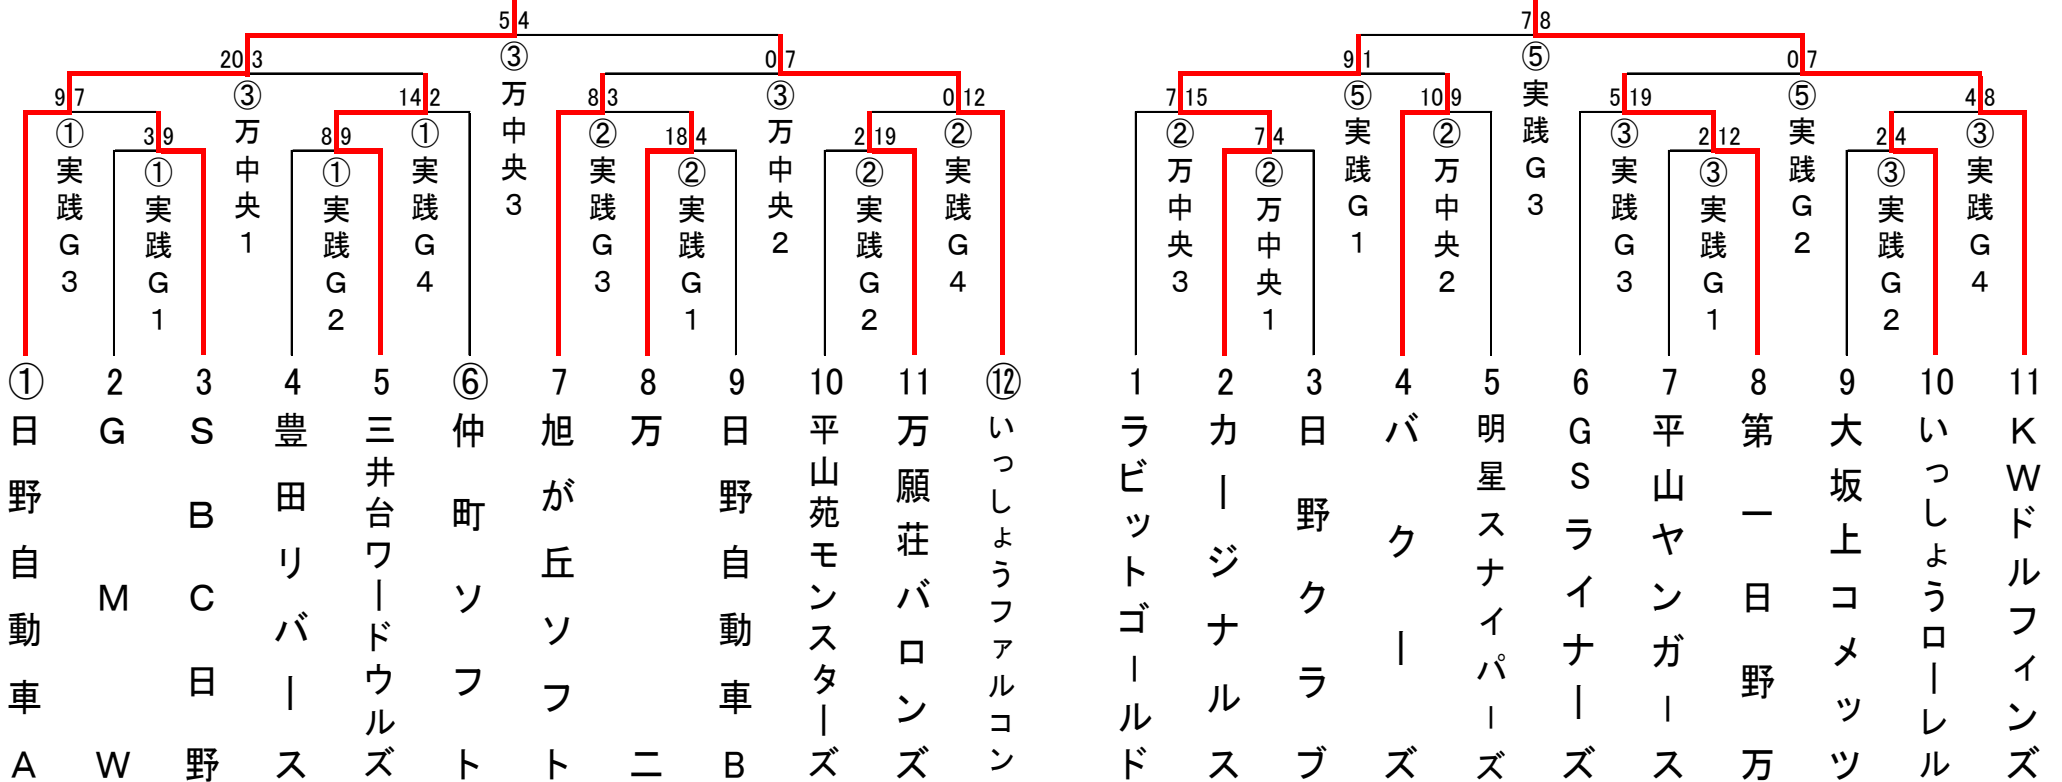 5 4
③万中央3
20 3
③万中央1
0 7
③万中央2
9 7
①実践G3
14 2
①実践G4
8 3
②実践G3
0 12
②実践G4
3 9
①実践G1
8 9
①実践G2
18 4
②実践G1
2 19
②実践G2
① 日野自動車A
2 GMW
3 SBC日野
4 豊田リバース
5 三井台ワードウルズ
⑥ 仲町ソフト
7 旭が丘ソフト
8 万二
9 日野自動車B
10 平山苑モンスターズ
11 万願荘バロンズ
⑫ いっしょうファルコン
7 8
⑤実践G3
9 1
⑤実践G1
0 7
⑤実践G2
7 15
②万中央3
10 9
②万中央2
5 19
③実践G3
4 8
③実践G4
7 4
②万中央1
2 12
③実践G1
2 4
③実践G2
1 ラビットゴールド
2 カージナルス
3 日野クラブ
4 バクーズ
5 明星スナイパーズ
6 GSライナーズ
7 平山ヤンガース
8 第一日野万
9 大坂上コメッツ
10 いっしょうローレル
11 KWドルフィンズ